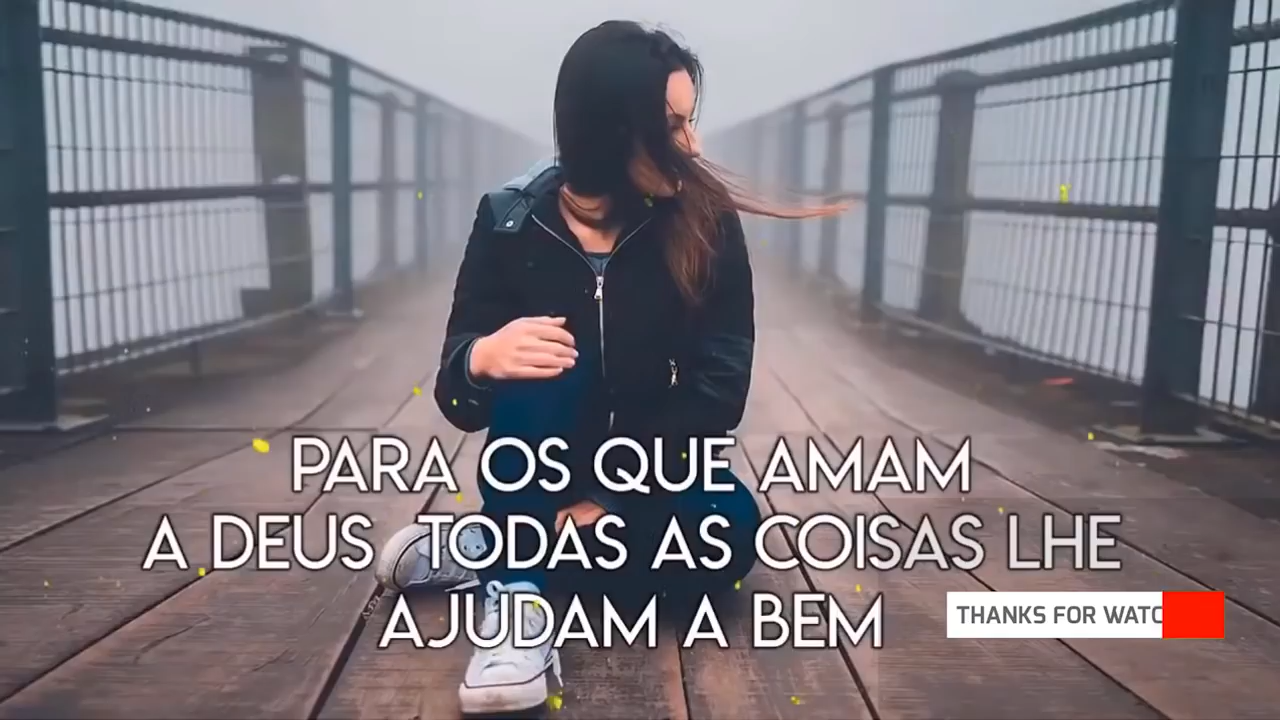 PARA OS QUE AMAM
A DEUS TODAS AS COISAS LHE
AJUDAM A BEM
THANKS FOR WATC